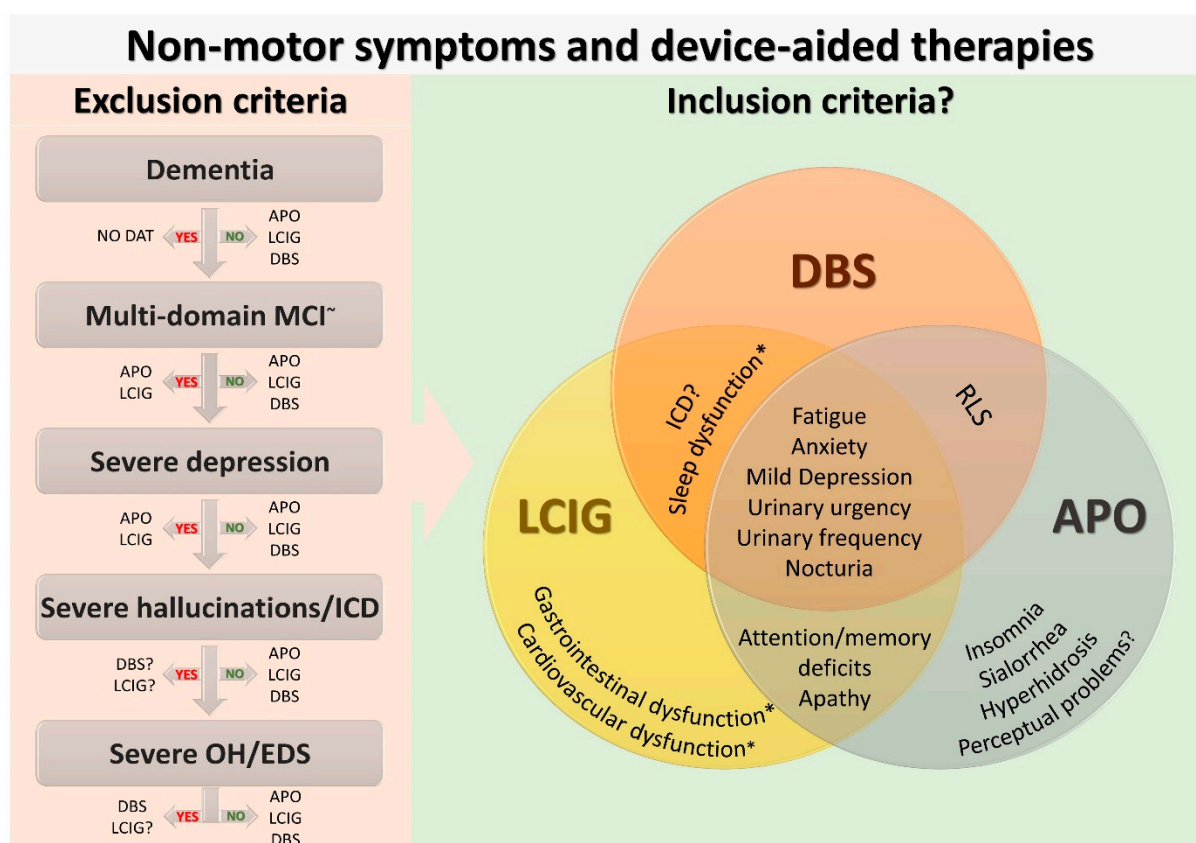 Non-motor symptoms and device-aided therapies
Exclusion criteria
Dementia
NO DAT
YES
NO
APO
LCIG
DBS
Multi-domain MCI~
APO
LCIG
YES
NO
APO
LCIG
DBS
Severe depression
APO
LCIG
YES
NO
APO
LCIG
DBS
Severe hallucinations/ICD
DBS?
LCIG?
YES
NO
APO
LCIG
DBS
Severe OH/EDS
DBS
LCIG?
YES
NO
APO
LCIG
DBS
Inclusion criteria?
DBS
ICD?
Sleep dysfunction*
RLS
Fatigue
Anxiety
Mild Depression
Urinary urgency
Urinary frequency
Nocturia
LCIG
APO
Gastrointestinal dysfunction*
Cardiovascular dysfunction*
Attention/memory
deficits
Apathy
Insomnia
Sialorrhea
Hyperhidrosis
Perceptual problems?